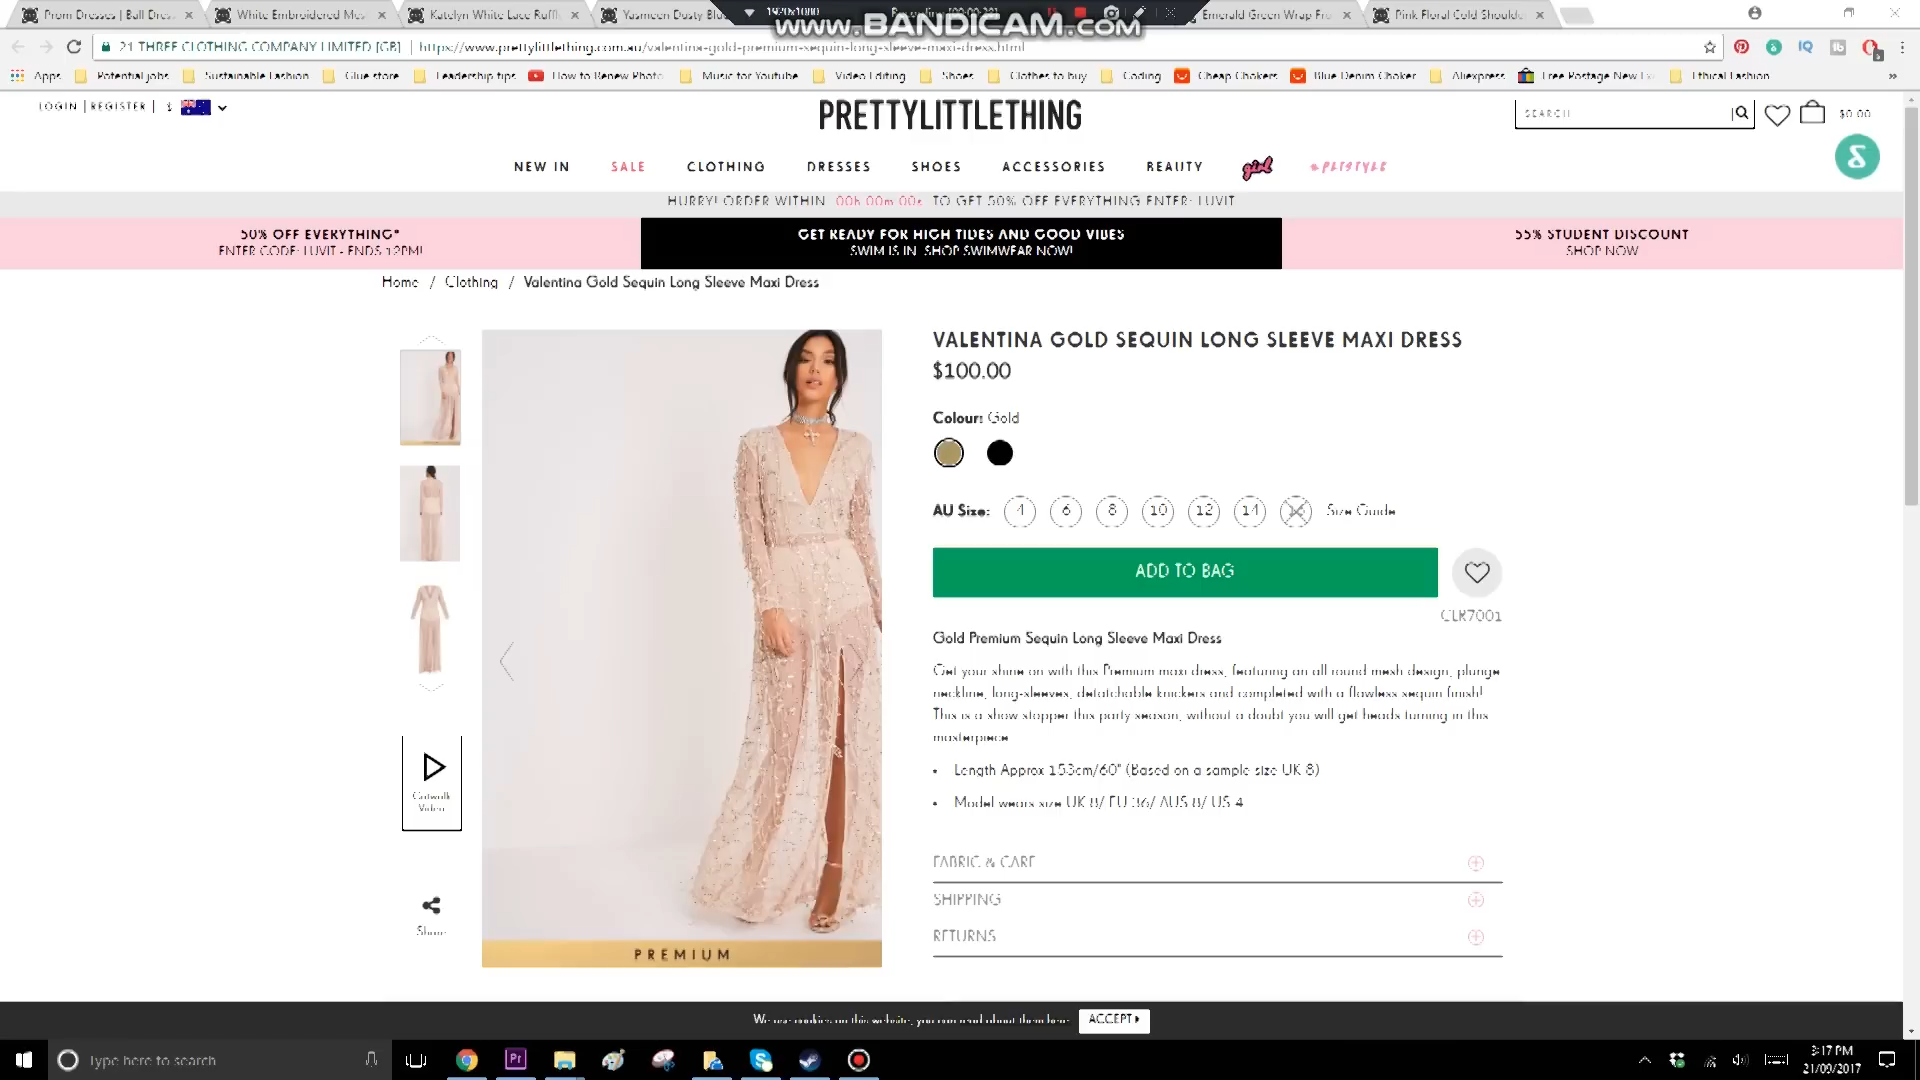 Prom Dresses | Ball Dress
White Embroidered Mes
Katelyn White Lace Ruffl
Yasmeen Dusty Blu
1920x1080
Emerald Green Wrap Fro
Pink Floral Cold Shoulde
www.BANDICAM.com
21 THREE CLOTHING COMPANY LIMITED [GB] | https://www.prettylittlething.com.au/valentina-gold-premium-sequin-long-sleeve-maxi-dress.html
Apps Potential jobs Sustainable Fashion Glue store Leadership tips How to Renew Photo Music for Youtube Video Editing Shoes Clothes to buy Coding Cheap Chokers Blue Denim Choker Aliexpress Free Postage New Ethical Fashion
LOGIN | REGISTER |
PRETTYLITTLETHING
SEARCH
$0.00
NEW IN SALE CLOTHING DRESSES SHOES ACCESSORIES BEAUTY girl #PLTSTYLE
HURRY! ORDER WITHIN 00h 00m 00s TO GET 50% OFF EVERYTHING ENTER: LUVIT
50% OFF EVERYTHING*
ENTER CODE: LUVIT - ENDS 12PM!
GET READY FOR HIGH TIDES AND GOOD VIBES
SWIM IS IN. SHOP SWIMWEAR NOW!
55% STUDENT DISCOUNT
SHOP NOW
Home / Clothing / Valentina Gold Sequin Long Sleeve Maxi Dress
VALENTINA GOLD SEQUIN LONG SLEEVE MAXI DRESS
$100.00
Colour: Gold
AU Size: 4 6 8 10 12 14 16 Size Guide
ADD TO BAG
CLR7001
Gold Premium Sequin Long Sleeve Maxi Dress
Get your shine on with this Premium maxi dress, featuring an all round mesh design, plunge
neckline, long-sleeves, detatchable knickers and completed with a flawless sequin finish!
This is a show stopper this party season, without a doubt you will get heads turning in this
masterpiece
• Length Approx 153cm/60" (Based on a sample size UK 8)
• Model wears size UK 8/ EU 36/ AUS 8/ US 4
Catwalk
Video
Share
PREMIUM
FABRIC & CARE
SHIPPING
RETURNS
We use cookies on this website, you can read about them here
ACCEPT
Type here to search
Pr
3:17 PM
21/09/2017